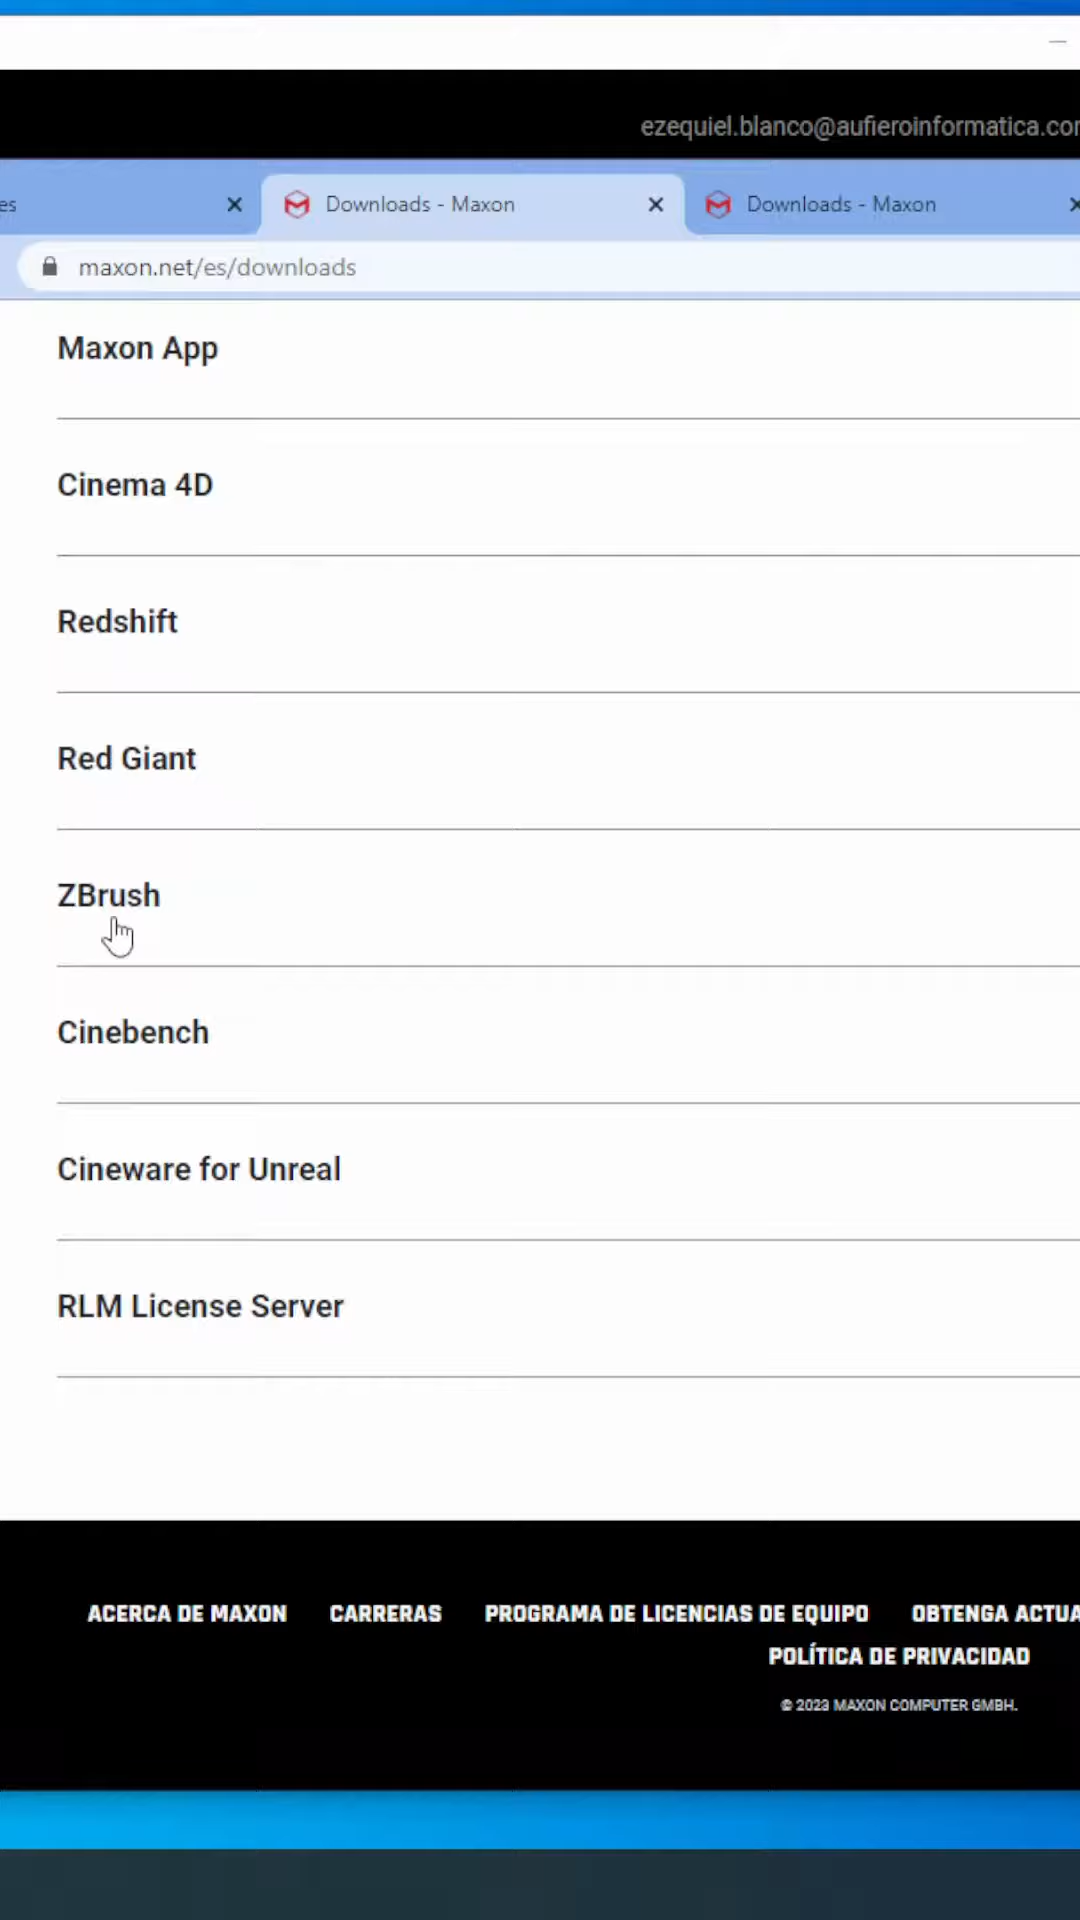 ezequiel.blanco@aufieroinformatica.co
es
Downloads - Maxon
Downloads - Maxon
maxon.net/es/downloads
Maxon App
Cinema 4D
Redshift
Red Giant
ZBrush
Cinebench
Cineware for Unreal
RLM License Server
ACERCA DE MAXON CARRERAS PROGRAMA DE LICENCIAS DE EQUIPO OBTENGA ACTUA
POLÍTICA DE PRIVACIDAD
© 2023 MAXON COMPUTER GMBH.